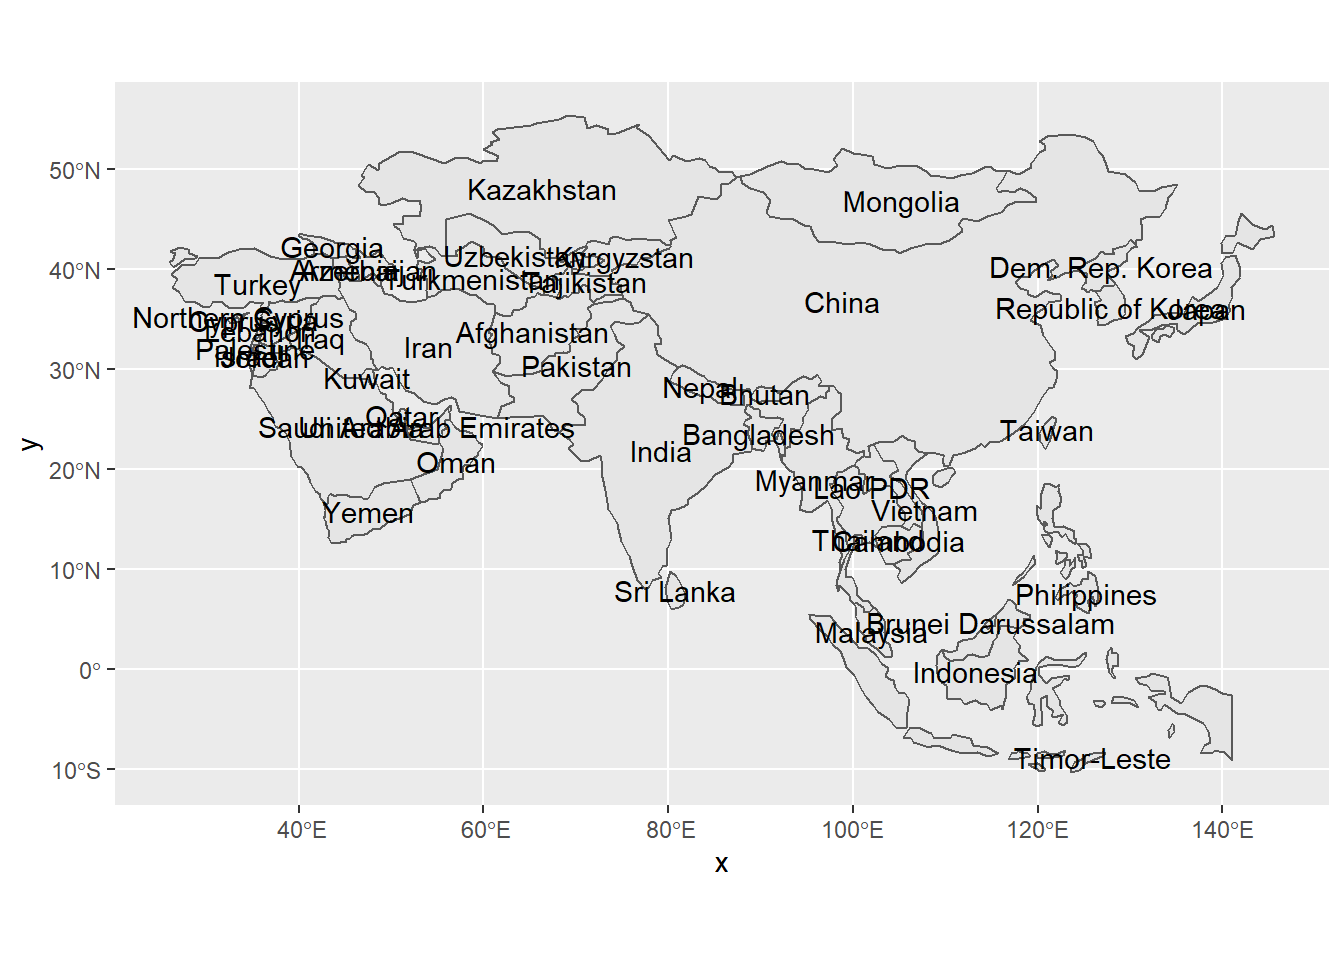 Kazakhstan
Mongolia
Georgia
Uzbekistan
Kyrgyzstan
Dem. Rep. Korea
Armenia
Azerbaijan
Turkmenistan
Tajikistan
Turkey
China
Republic of Korea
Japan
Northern Cyprus
Cyprus
Syria
Lebanon
Iraq
Afghanistan
Iran
Palestine
Israel
Jordan
Pakistan
Kuwait
Nepal
Bhutan
Qatar
Saudi Arabia
United Arab Emirates
Bangladesh
Taiwan
India
Oman
Myanmar
Lao PDR
Yemen
Vietnam
Thailand
Cambodia
Sri Lanka
Philippines
Brunei Darussalam
Malaysia
Indonesia
Timor-Leste
50°N
40°N
30°N
20°N
10°N
0°
10°S
y
40°E
60°E
80°E
100°E
120°E
140°E
x